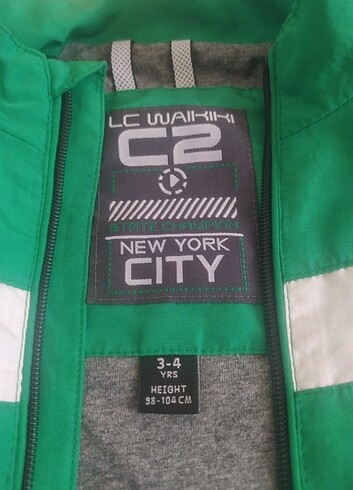 LC WAIKIKI
C2
STATE CHAMPION
NEW YORK
CITY
3-4
YRS
HEIGHT
98-104 CM